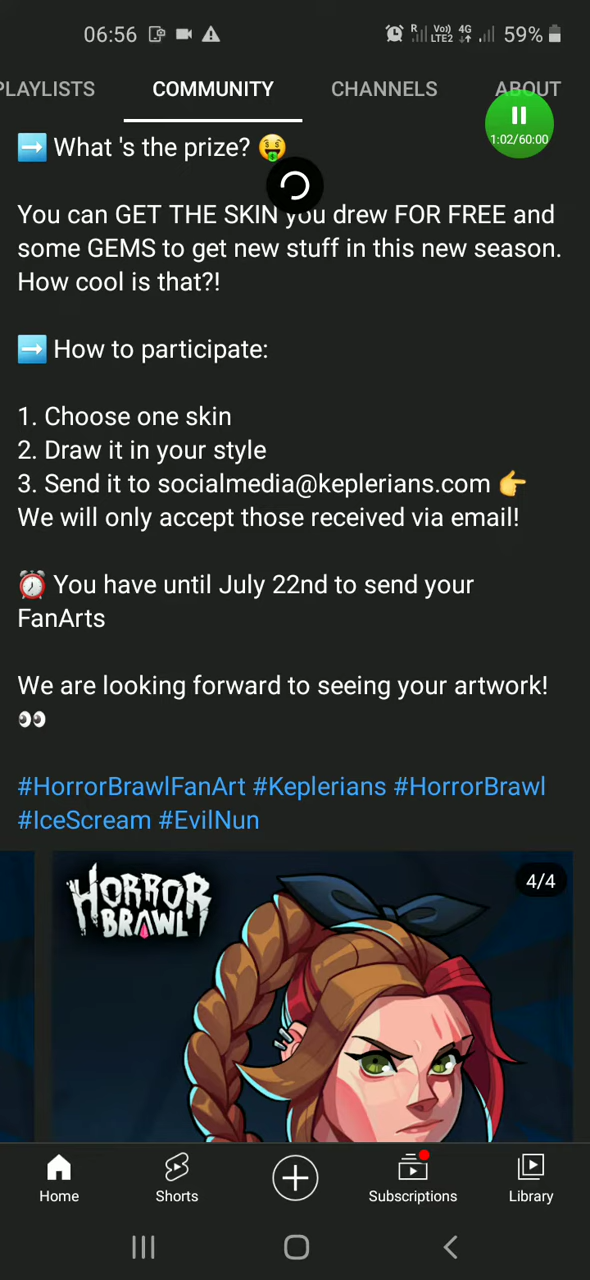 06:56 R Vo)) LTE2 4G 59%
PLAYLISTS COMMUNITY CHANNELS ABOUT
1:02/60:00
➡️ What 's the prize? 🤑
You can GET THE SKIN you drew FOR FREE and
some GEMS to get new stuff in this new season.
How cool is that?!
➡️ How to participate:
1. Choose one skin
2. Draw it in your style
3. Send it to socialmedia@keplerians.com 👉
We will only accept those received via email!
⏰ You have until July 22nd to send your
FanArts
We are looking forward to seeing your artwork!
👀
#HorrorBrawlFanArt #Keplerians #HorrorBrawl
#IceScream #EvilNun
HORROR
BRAWL
4/4
Home Shorts Subscriptions Library